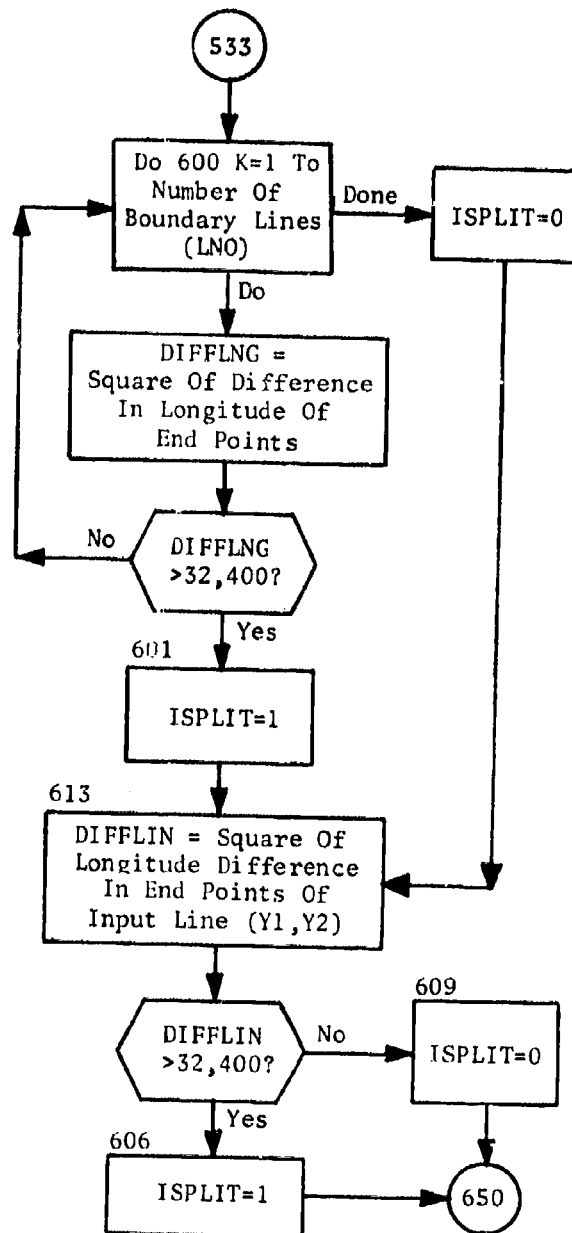 533
Do 600 K=1 To
Number Of
Boundary Lines
(LNO)
Done
ISPLIT=0
Do
DIFFLNG =
Square Of Difference
In Longitude Of
End Points
No
DIFFLNG
>32,400?
Yes
601
ISPLIT=1
613
DIFFLIN = Square Of
Longitude Difference
In End Points Of
Input Line (Y1,Y2)
DIFFLIN
>32,400?
No
609
ISPLIT=0
Yes
606
ISPLIT=1
650